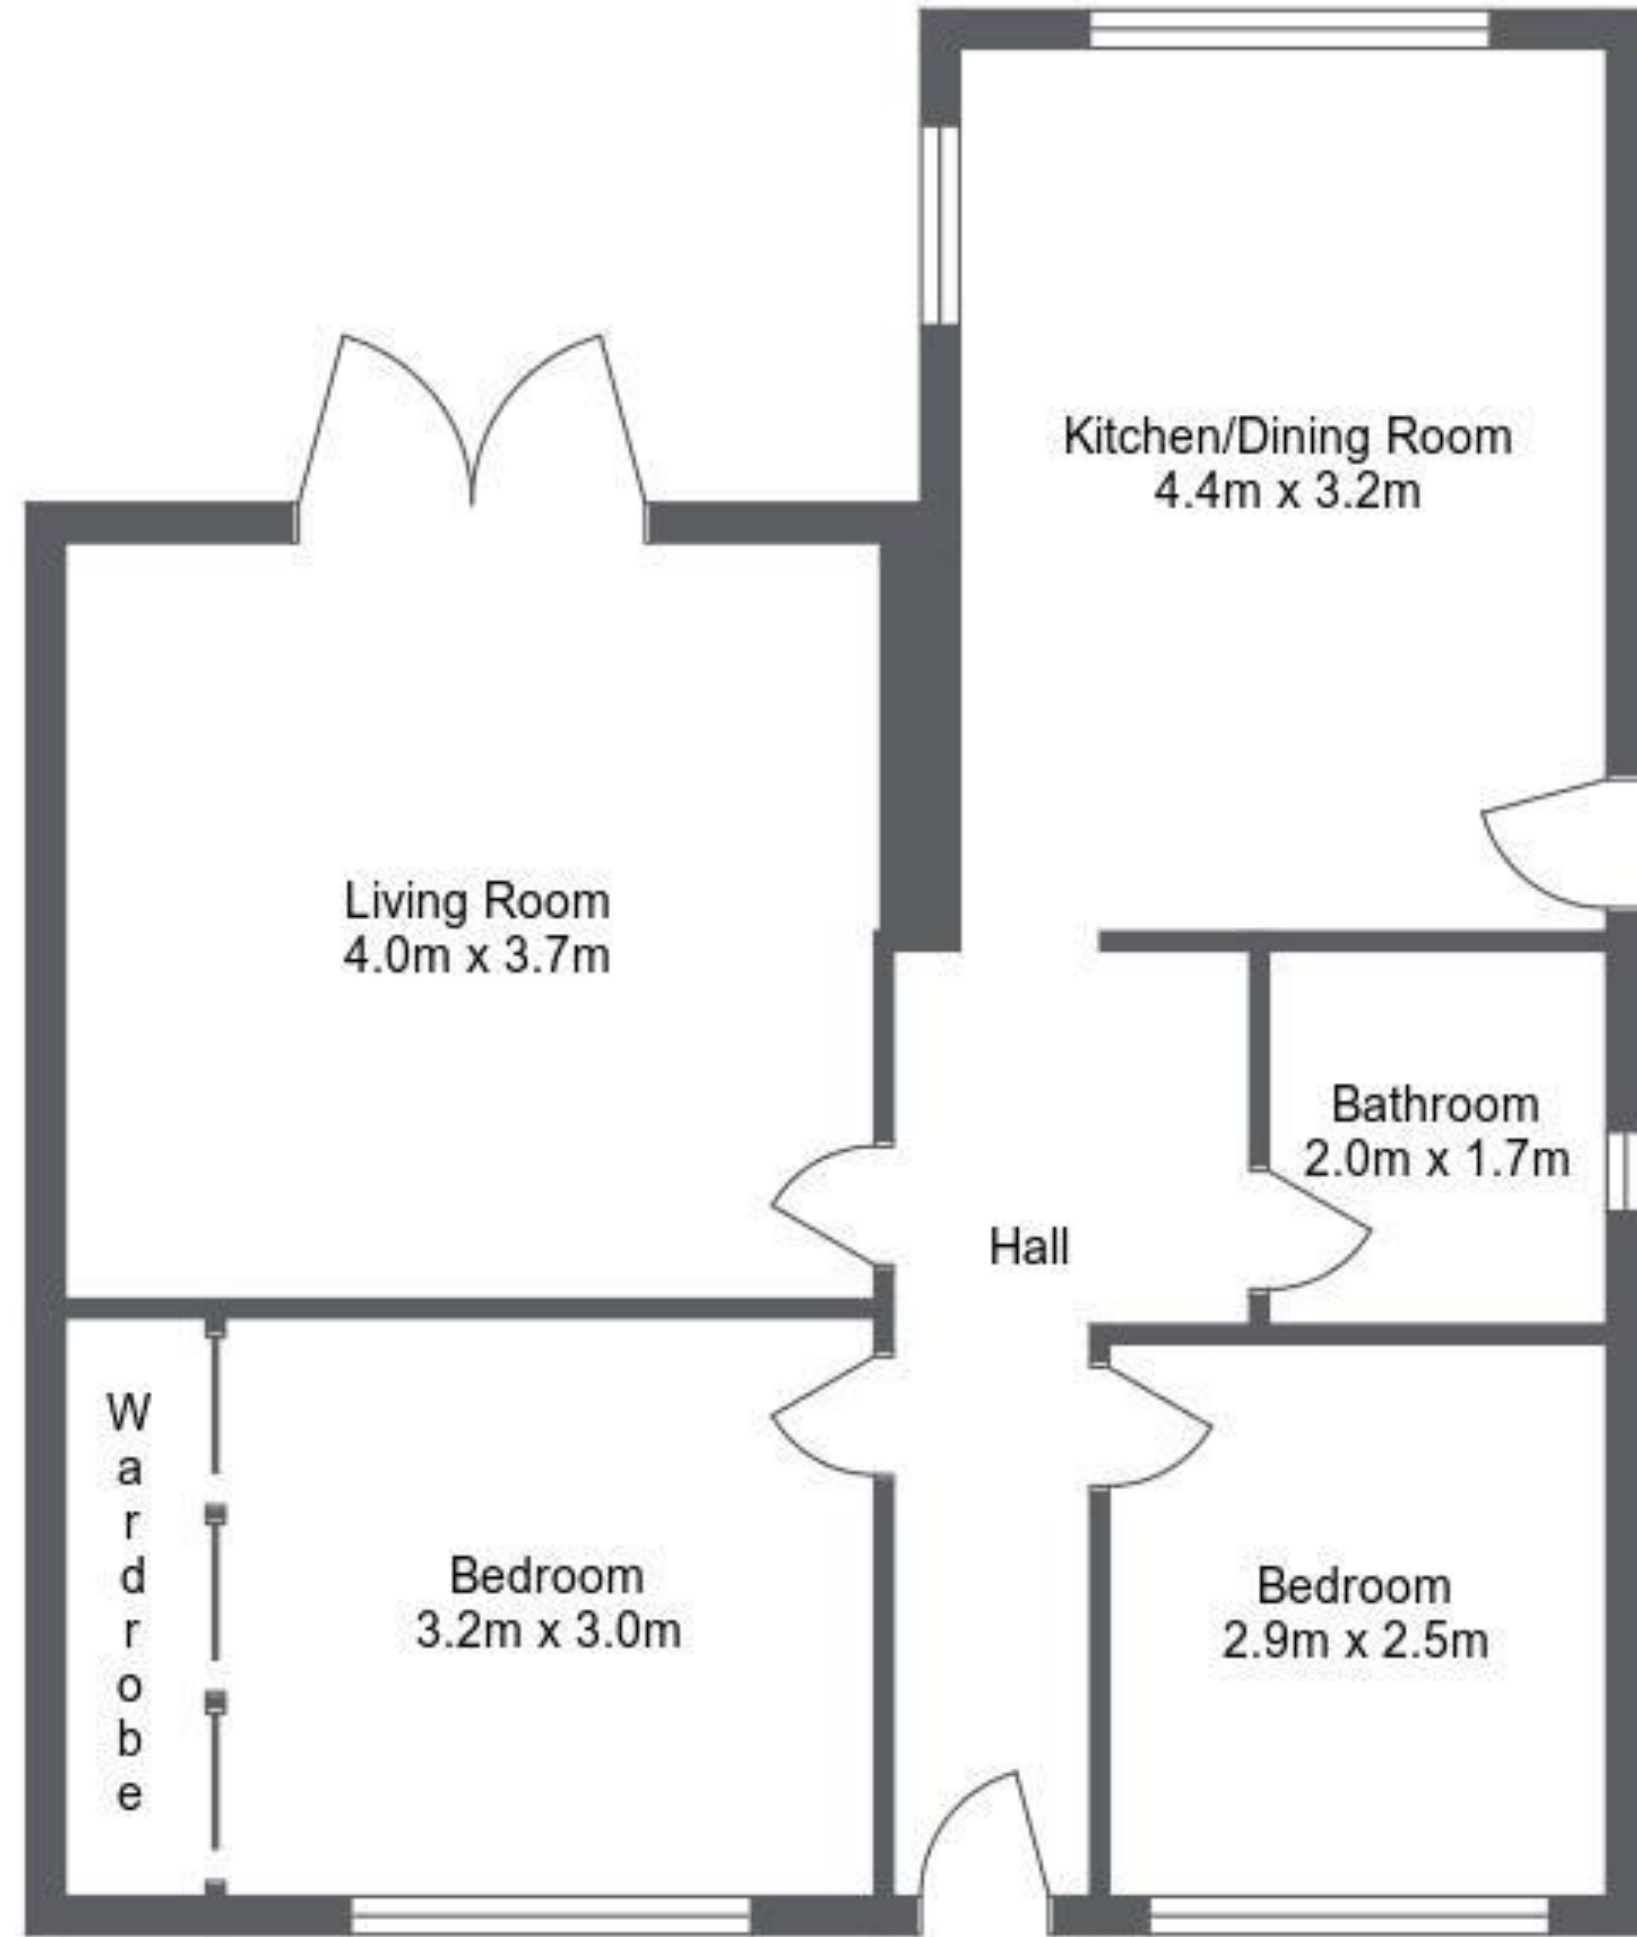 Kitchen/Dining Room
4.4m x 3.2m
Living Room
4.0m x 3.7m
Bathroom
2.0m x 1.7m
Hall
Wardrobe
Bedroom
3.2m x 3.0m
Bedroom
2.9m x 2.5m